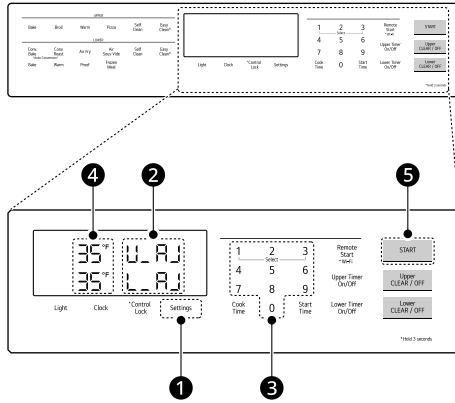 UPPER
Bake Broil Warm Pizza Self Clean Easy Clean*
LOWER
Conv. Bake Conv. Roast Air Fry Air Sous-Vide Self Clean Easy Clean*
*Auto Conversion*
Bake Warm Proof Frozen Meal
Light Clock *Control Lock Settings
1 2 3
Select
4 5 6
7 8 9
Cook Time 0 Start Time
Remote Start
*Wi-Fi
Upper Timer On/Off
Lower Timer On/Off
START
Upper CLEAR / OFF
Lower CLEAR / OFF
*Hold 3 seconds
4 2 5
35°F U_AJ
35°F L_AJ
Light Clock *Control Lock Settings
1 2 3
Select
4 5 6
7 8 9
Cook Time 0 Start Time
Remote Start
*Wi-Fi
Upper Timer On/Off
Lower Timer On/Off
START
Upper CLEAR / OFF
Lower CLEAR / OFF
*Hold 3 seconds
1 3